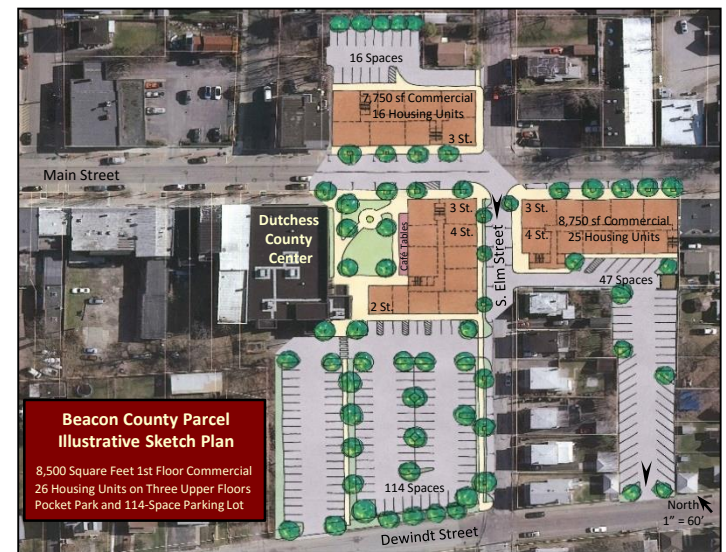 16 Spaces
7,750 sf Commercial
16 Housing Units
3 St.
Main Street
Dutchess
County
Center
Café Tables
3 St.
4 St.
2 St.
S. Elm Street
3 St.
8,750 sf Commercial
4 St.
25 Housing Units
47 Spaces
Beacon County Parcel
Illustrative Sketch Plan
8,500 Square Feet 1st Floor Commercial
26 Housing Units on Three Upper Floors
Pocket Park and 114-Space Parking Lot
114 Spaces
Dewindt Street
North
1" = 60'